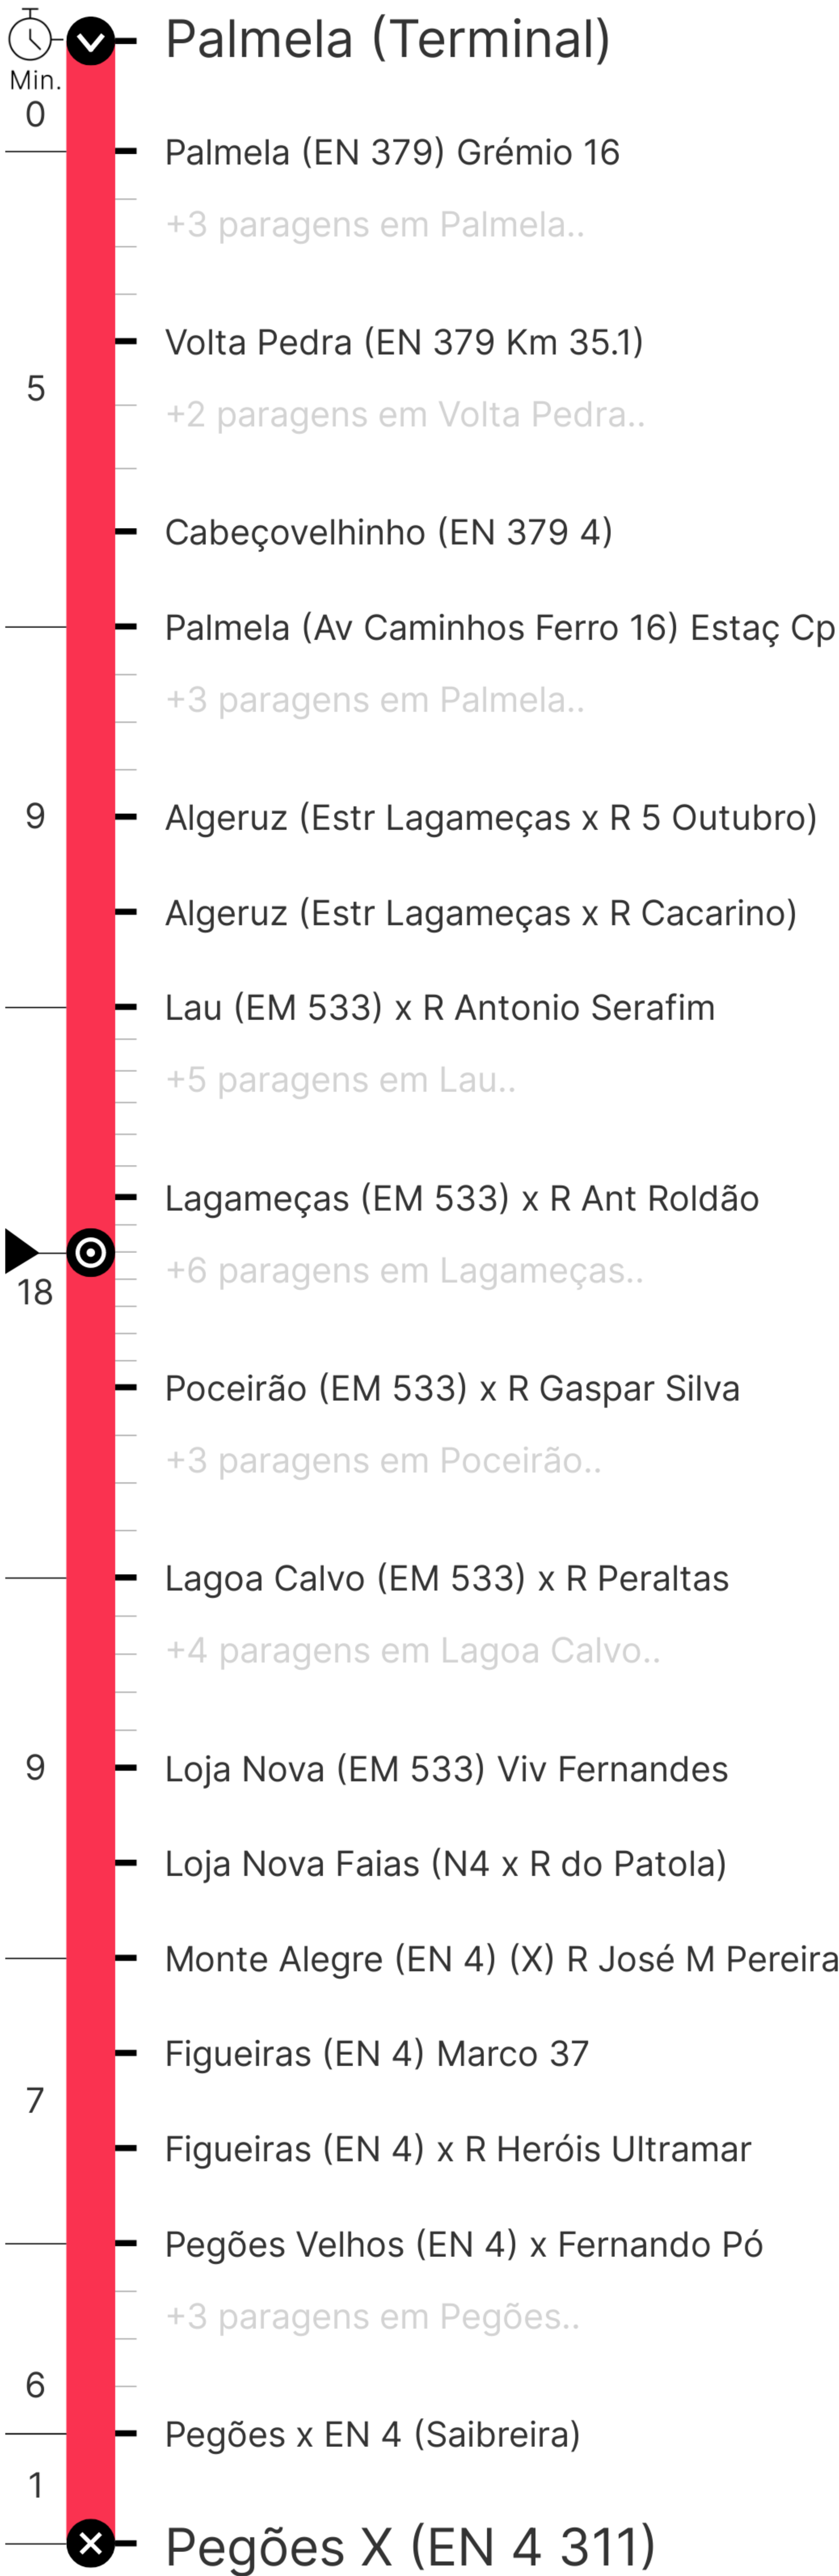 Palmela (Terminal)
Min.
0
Palmela (EN 379) Grémio 16
+3 paragens em Palmela..
Volta Pedra (EN 379 Km 35.1)
5
+2 paragens em Volta Pedra..
Cabeçovelhinho (EN 379 4)
Palmela (Av Caminhos Ferro 16) Estaç Cp
+3 paragens em Palmela..
9
Algeruz (Estr Lagameças x R 5 Outubro)
Algeruz (Estr Lagameças x R Cacarino)
Lau (EM 533) x R Antonio Serafim
+5 paragens em Lau..
Lagameças (EM 533) x R Ant Roldão
+6 paragens em Lagameças..
18
Poceirão (EM 533) x R Gaspar Silva
+3 paragens em Poceirão..
Lagoa Calvo (EM 533) x R Peraltas
+4 paragens em Lagoa Calvo..
9
Loja Nova (EM 533) Viv Fernandes
Loja Nova Faias (N4 x R do Patola)
Monte Alegre (EN 4) (X) R José M Pereira
Figueiras (EN 4) Marco 37
7
Figueiras (EN 4) x R Heróis Ultramar
Pegões Velhos (EN 4) x Fernando Pó
+3 paragens em Pegões..
6
Pegões x EN 4 (Saibreira)
1
Pegões X (EN 4 311)